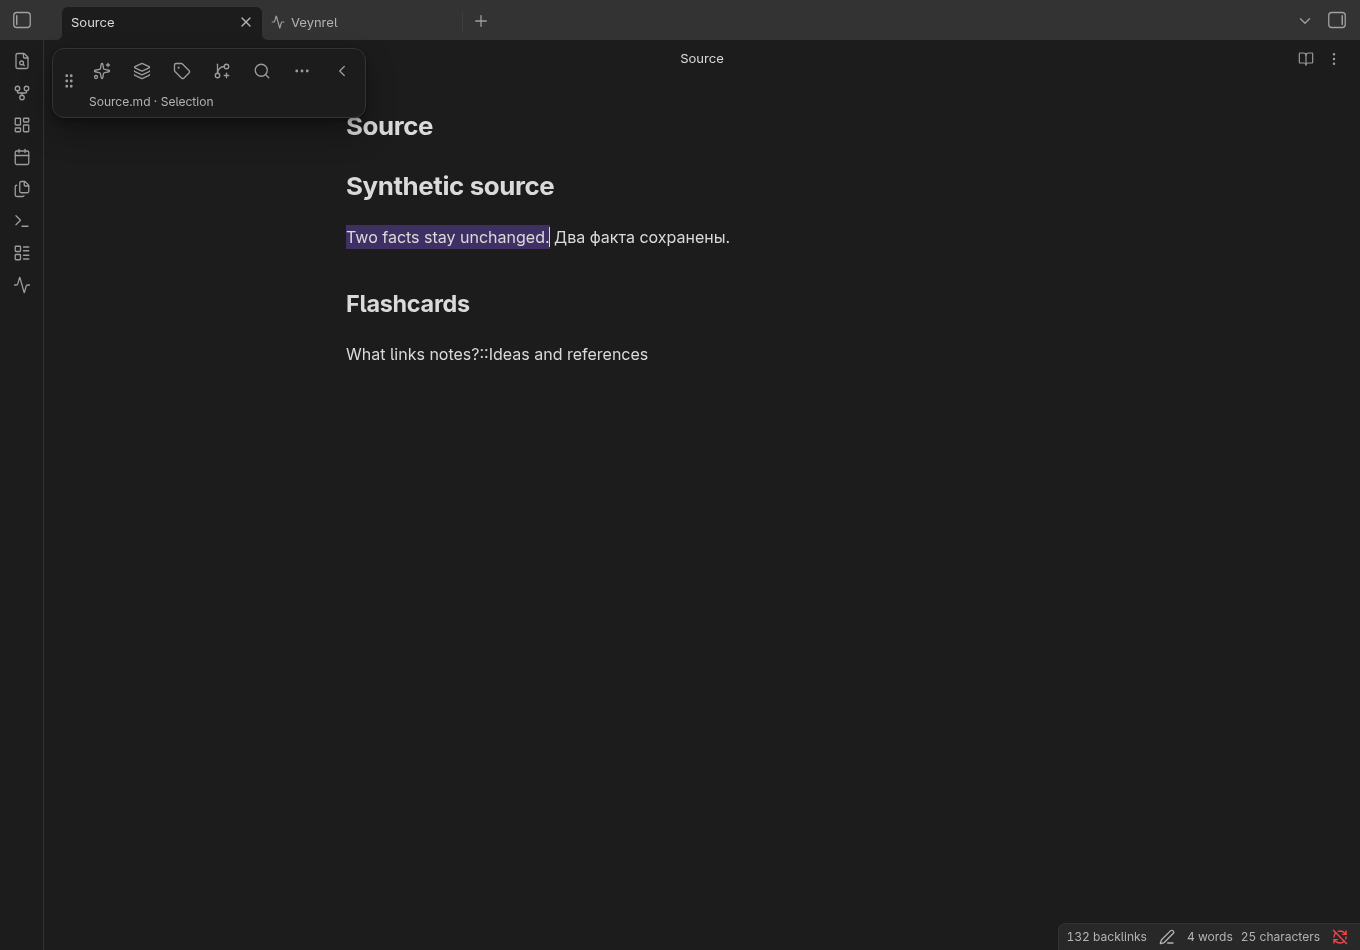 Source
Veynrel
Source
Source.md · Selection
Source
Synthetic source
Two facts stay unchanged. Два факта сохранены.
Flashcards
What links notes?::Ideas and references
132 backlinks
4 words
25 characters